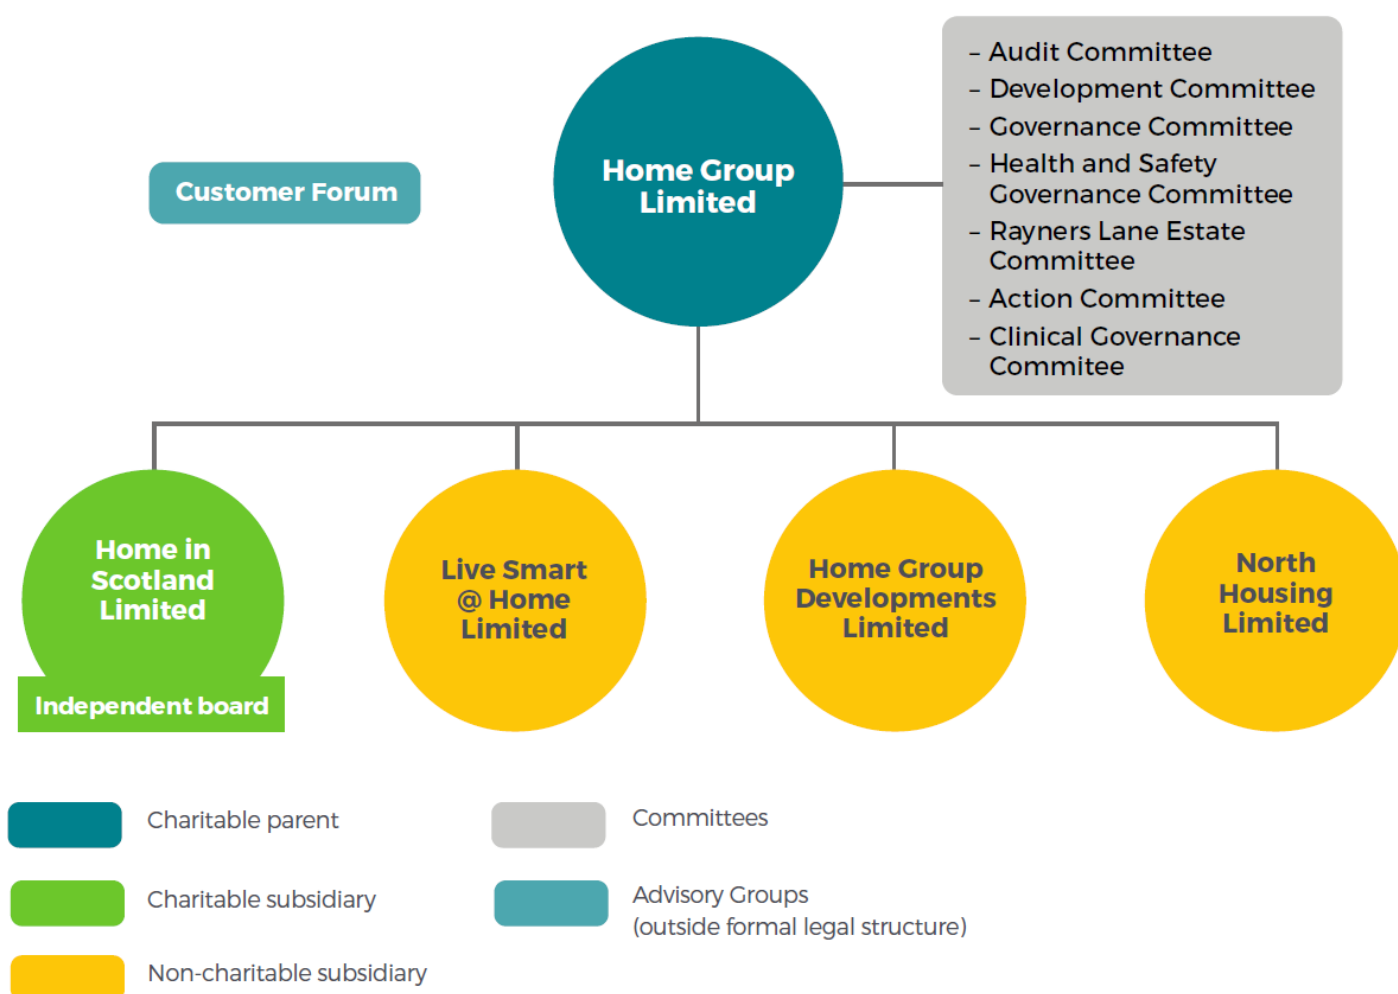 Customer Forum
Home Group
Limited
– Audit Committee
– Development Committee
– Governance Committee
– Health and Safety
Governance Committee
– Rayners Lane Estate
Committee
– Action Committee
– Clinical Governance
Commitee
Home in
Scotland
Limited
Independent board
Live Smart
@ Home
Limited
Home Group
Developments
Limited
North
Housing
Limited
Charitable parent
Charitable subsidiary
Non-charitable subsidiary
Committees
Advisory Groups
(outside formal legal structure)